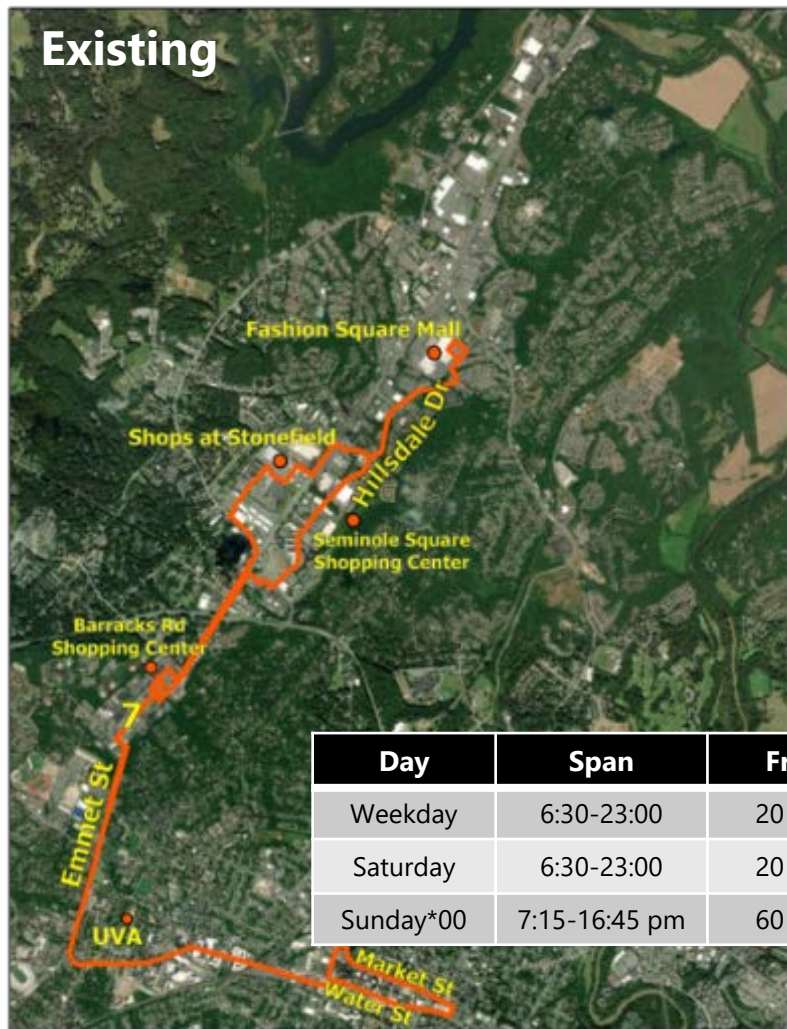 Existing
Fashion Square Mall
Shops at Stonefield
Hillsdale Dr
Seminole Square
Shopping Center
Barracks Rd
Shopping Center
7
Emmet St
UVA
Market St
Water St
Day Span Fr
Weekday 6:30-23:00 20
Saturday 6:30-23:00 20
Sunday*00 7:15-16:45 pm 60